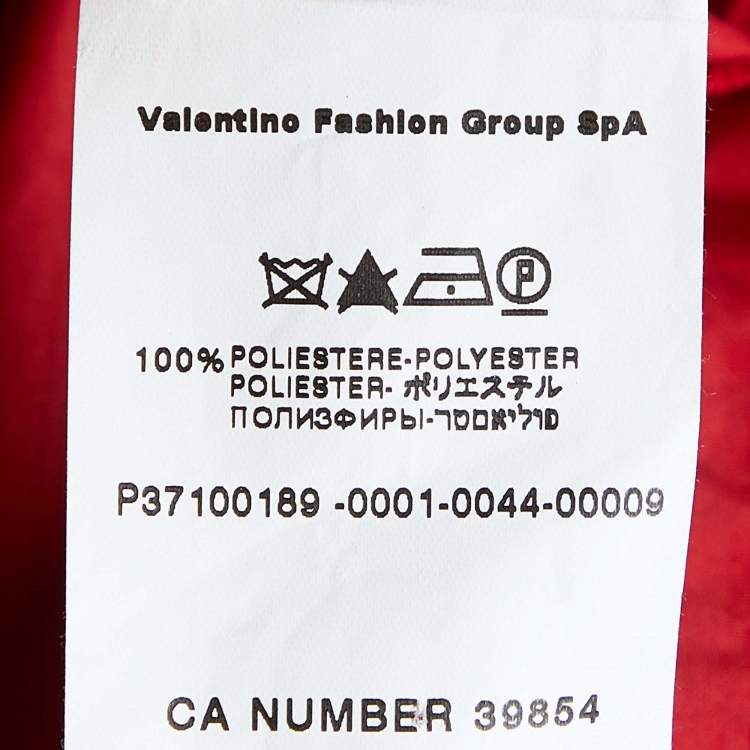 Valentino Fashion Group SpA
P
100% POLIESTERE-POLYESTER
POLIESTER- ポリエステル
ПОЛИЗФИРЫ-פוליאסטר
P37100189 -0001-0044-00009
CA NUMBER 39854